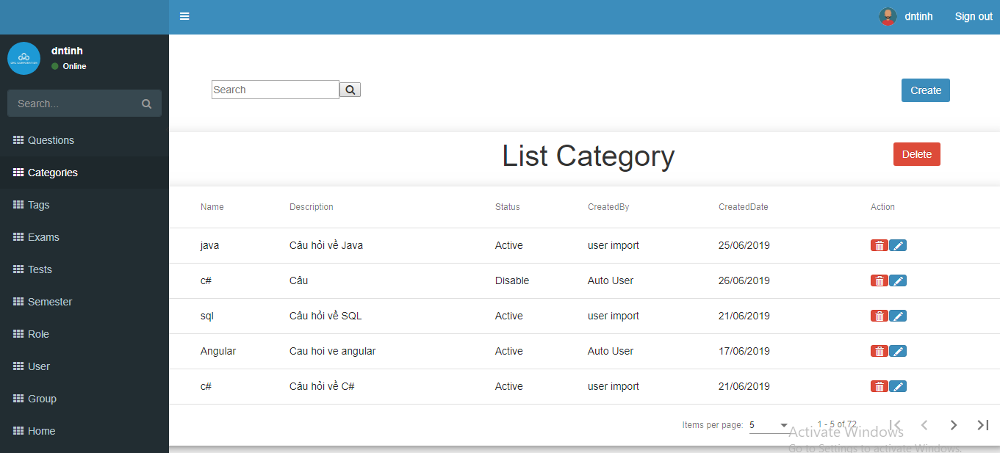 dntinh Sign out
dntinh
Online
Search...
Questions
Categories
Tags
Exams
Tests
Semester
Role
User
Group
Home
Search
Create
List Category
Delete
Name Description Status CreatedBy CreatedDate Action
java Câu hỏi về Java Active user import 25/06/2019
c# Câu Disable Auto User 26/06/2019
sql Câu hỏi về SQL Active user import 21/06/2019
Angular Cau hoi ve angular Active Auto User 17/06/2019
c# Câu hỏi về C# Active user import 21/06/2019
Items per page: 5 1 - 5 of 72
Activate Windows
Go to Settings to activate Windows.